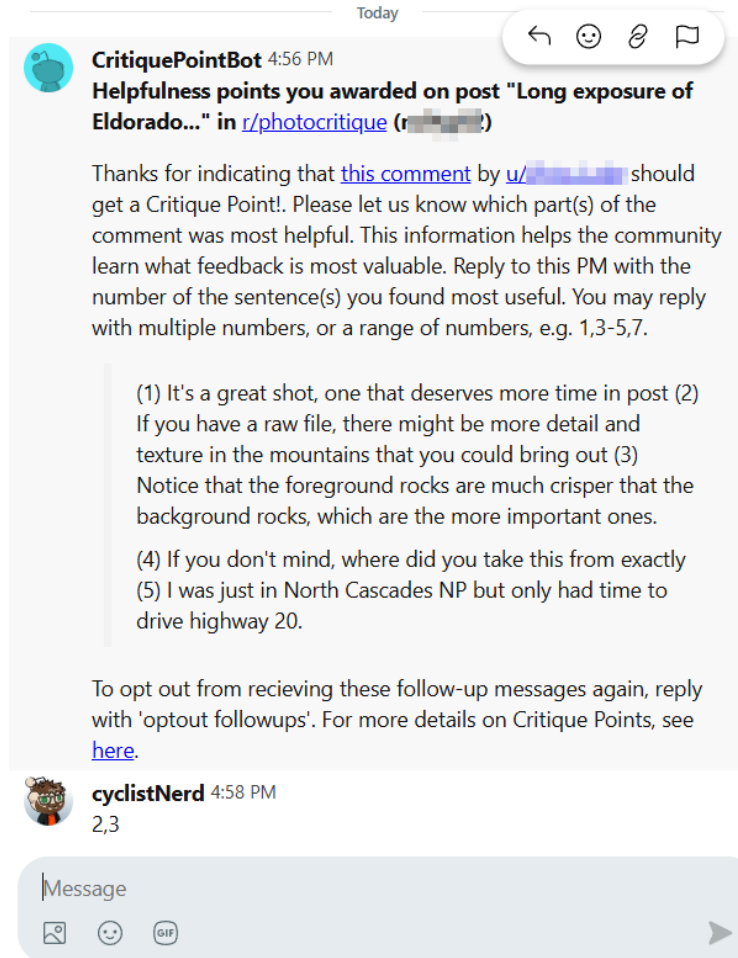 Today
CritiquePointBot 4:56 PM
Helpfulness points you awarded on post "Long exposure of
Eldorado..." in r/photocritique (
Thanks for indicating that this comment by u/ should
get a Critique Point!. Please let us know which part(s) of the
comment was most helpful. This information helps the community
learn what feedback is most valuable. Reply to this PM with the
number of the sentence(s) you found most useful. You may reply
with multiple numbers, or a range of numbers, e.g. 1,3-5,7.
(1) It's a great shot, one that deserves more time in post (2)
If you have a raw file, there might be more detail and
texture in the mountains that you could bring out (3)
Notice that the foreground rocks are much crisper that the
background rocks, which are the more important ones.
(4) If you don't mind, where did you take this from exactly
(5) I was just in North Cascades NP but only had time to
drive highway 20.
To opt out from recieving these follow-up messages again, reply
with 'optout followups'. For more details on Critique Points, see
here.
cyclistNerd 4:58 PM
2,3
Message
GIF